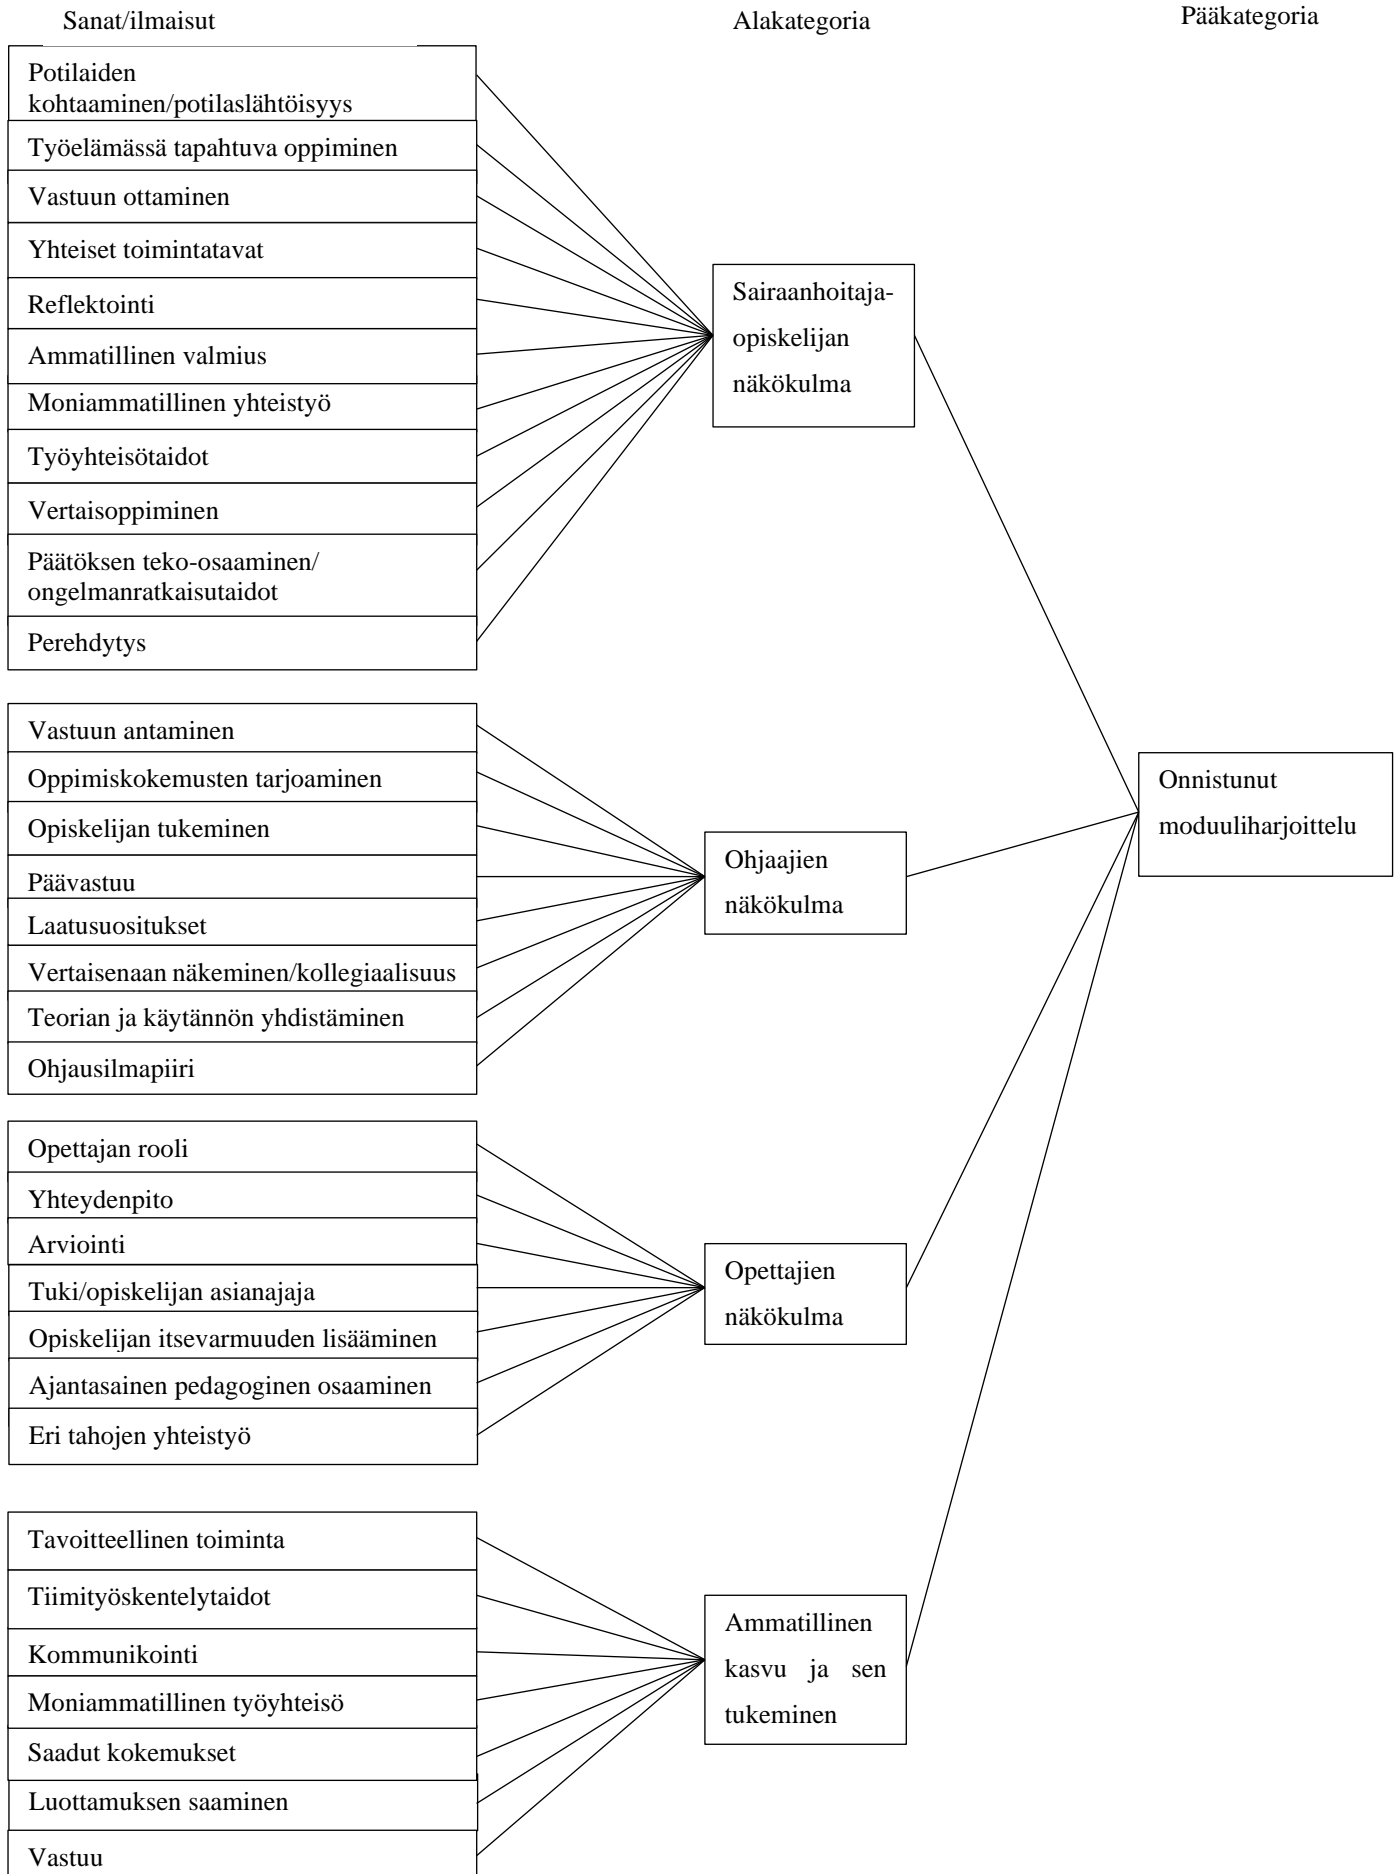 Sanat/ilmaisut
Alakategoria
Pääkategoria
Potilaiden
kohtaaminen/potilaslähtöisyys
Työelämässä tapahtuva oppiminen
Vastuun ottaminen
Yhteiset toimintatavat
Reflektointi
Ammatillinen valmius
Moniammatillinen yhteistyö
Työyhteisötaidot
Vertaisoppiminen
Päätöksen teko-osaaminen/
ongelmanratkaisutaidot
Perehdytys
Sairaanhoitaja-
opiskelijan
näkökulma
Vastuun antaminen
Oppimiskokemusten tarjoaminen
Opiskelijan tukeminen
Päävastuu
Laatusuositukset
Vertaisenaan näkeminen/kollegiaalisuus
Teorian ja käytännön yhdistäminen
Ohjausilmapiiri
Ohjaajien
näkökulma
Onnistunut
moduuliharjoittelu
Opettajan rooli
Yhteydenpito
Arviointi
Tuki/opiskelijan asianajaja
Opiskelijan itsevarmuuden lisääminen
Ajantasainen pedagoginen osaaminen
Eri tahojen yhteistyö
Opettajien
näkökulma
Tavoitteellinen toiminta
Tiimityöskentelytaidot
Kommunikointi
Moniammatillinen työyhteisö
Saadut kokemukset
Luottamuksen saaminen
Vastuu
Ammatillinen
kasvu ja sen
tukeminen